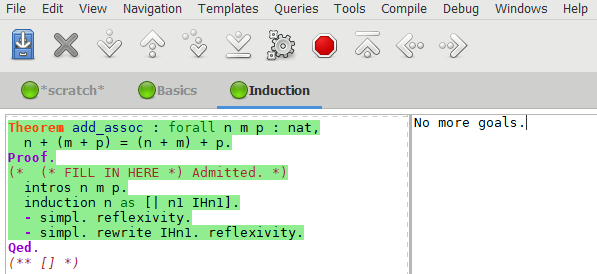 File Edit View Navigation Templates Queries Tools Compile Debug Windows Help
*scratch* Basics Induction
Theorem add_assoc : forall n m p : nat,
  n + (m + p) = (n + m) + p.
Proof.
(*  (* FILL IN HERE *) Admitted. *)
  intros n m p.
  induction n as [| n1 IHn1].
  - simpl. reflexivity.
  - simpl. rewrite IHn1. reflexivity.
Qed.
(** [] *)
No more goals.